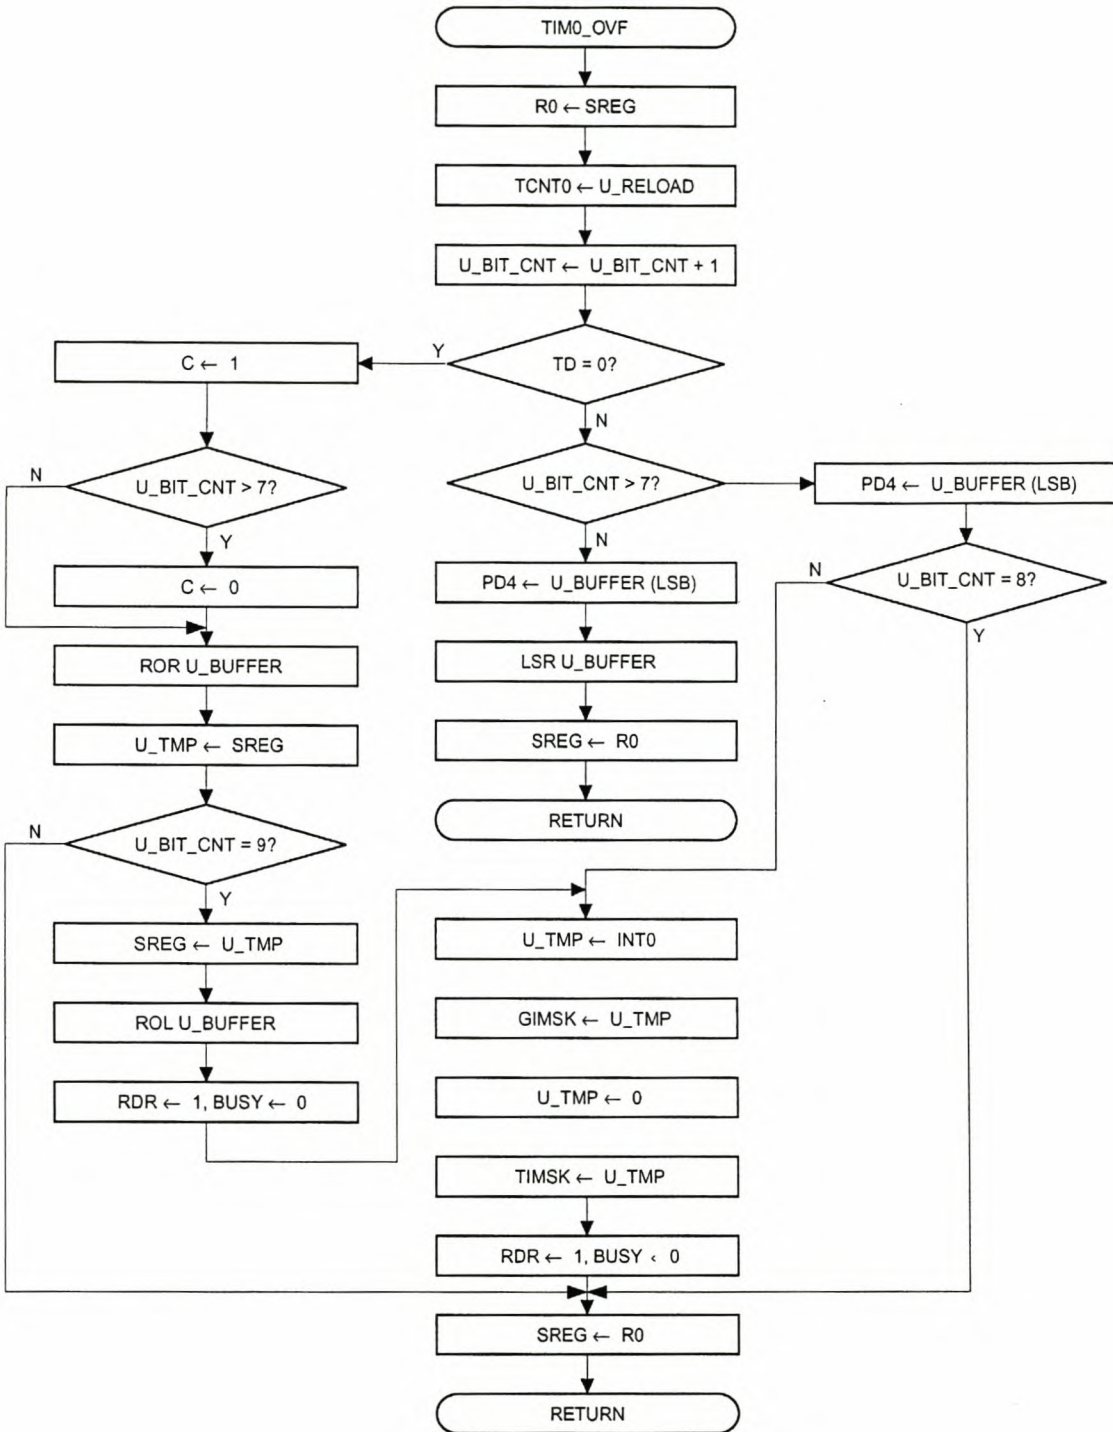 TIM0_OVF
R0 ← SREG
TCNT0 ← U_RELOAD
U_BIT_CNT ← U_BIT_CNT + 1
TD = 0?
Y
C ← 1
N
U_BIT_CNT > 7?
N
Y
C ← 0
ROR U_BUFFER
U_TMP ← SREG
U_BIT_CNT = 9?
N
Y
SREG ← U_TMP
ROL U_BUFFER
RDR ← 1, BUSY ← 0
U_BIT_CNT > 7?
N
PD4 ← U_BUFFER (LSB)
LSR U_BUFFER
SREG ← R0
RETURN
PD4 ← U_BUFFER (LSB)
U_BIT_CNT = 8?
N
Y
U_TMP ← INT0
GIMSK ← U_TMP
U_TMP ← 0
TIMSK ← U_TMP
RDR ← 1, BUSY ‹ 0
SREG ← R0
RETURN